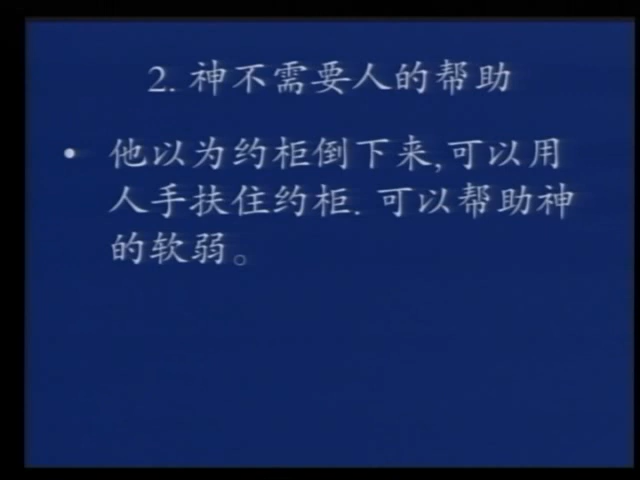 2. 神不需要人的帮助
• 他以为约柜倒下来,可以用
人手扶住约柜. 可以帮助神
的软弱。